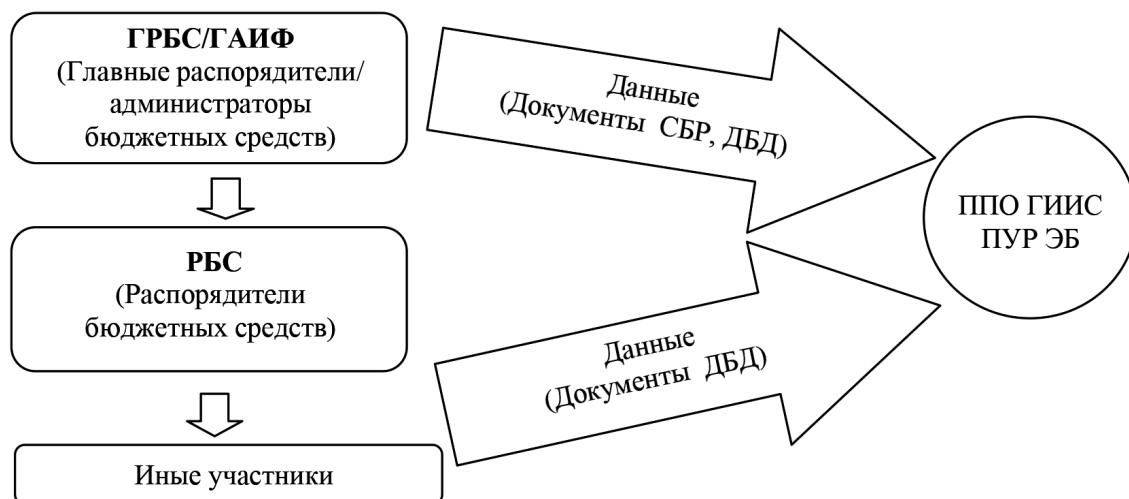 ГРБС/ГАИФ
(Главные распорядители/
администраторы
бюджетных средств)
РБС
(Распорядители
бюджетных средств)
Иные участники
Данные
(Документы СБР, ДБД)
Данные
(Документы ДБД)
ППО ГИИС
ПУР ЭБ